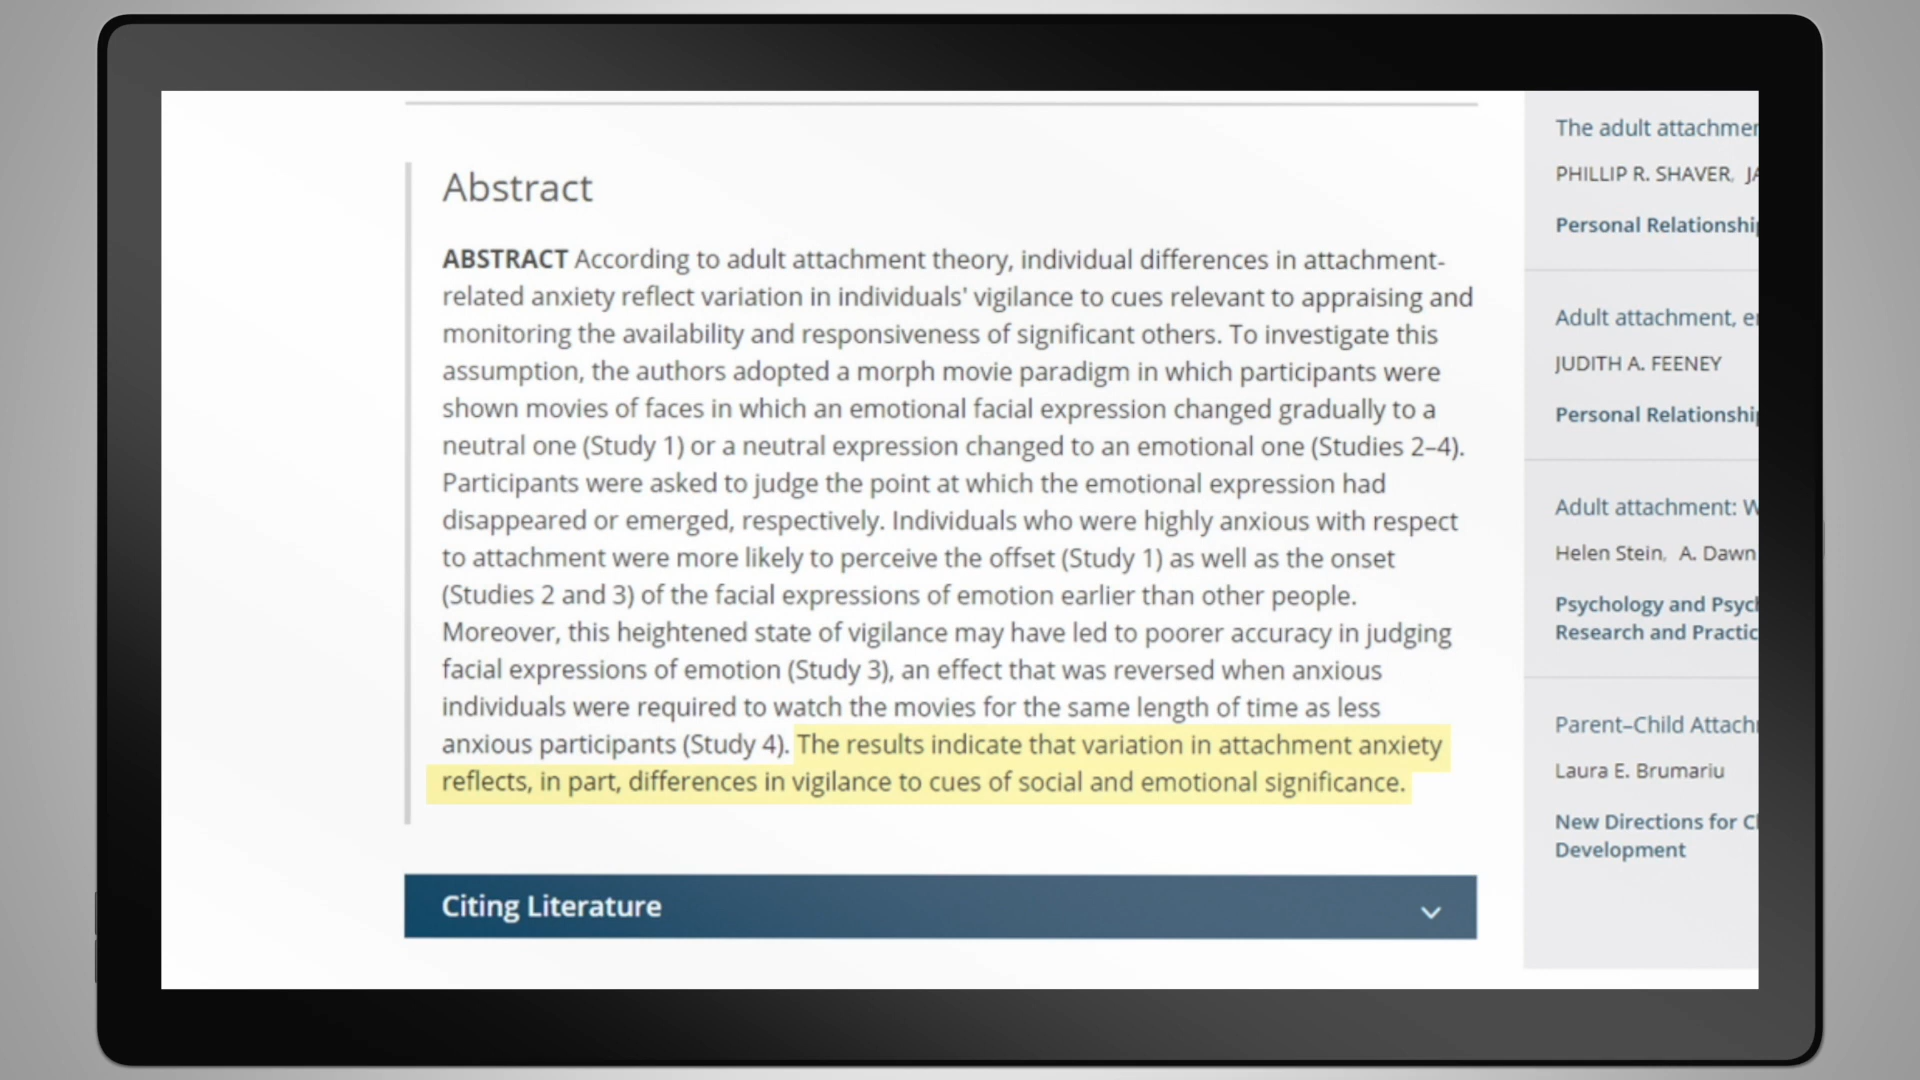 Abstract
ABSTRACT According to adult attachment theory, individual differences in attachment-
related anxiety reflect variation in individuals' vigilance to cues relevant to appraising and
monitoring the availability and responsiveness of significant others. To investigate this
assumption, the authors adopted a morph movie paradigm in which participants were
shown movies of faces in which an emotional facial expression changed gradually to a
neutral one (Study 1) or a neutral expression changed to an emotional one (Studies 2–4).
Participants were asked to judge the point at which the emotional expression had
disappeared or emerged, respectively. Individuals who were highly anxious with respect
to attachment were more likely to perceive the offset (Study 1) as well as the onset
(Studies 2 and 3) of the facial expressions of emotion earlier than other people.
Moreover, this heightened state of vigilance may have led to poorer accuracy in judging
facial expressions of emotion (Study 3), an effect that was reversed when anxious
individuals were required to watch the movies for the same length of time as less
anxious participants (Study 4). The results indicate that variation in attachment anxiety
reflects, in part, differences in vigilance to cues of social and emotional significance.
Citing Literature
The adult
PHILLIP R. SHAVER,
Personal
Adult attachment,
JUDITH A. FEENEY
Personal
Adult attachment:
Helen Stein, A. Dawn
Psychology and
Research and
Parent–Child
Laura E. Brumariu
New Directions for
Development